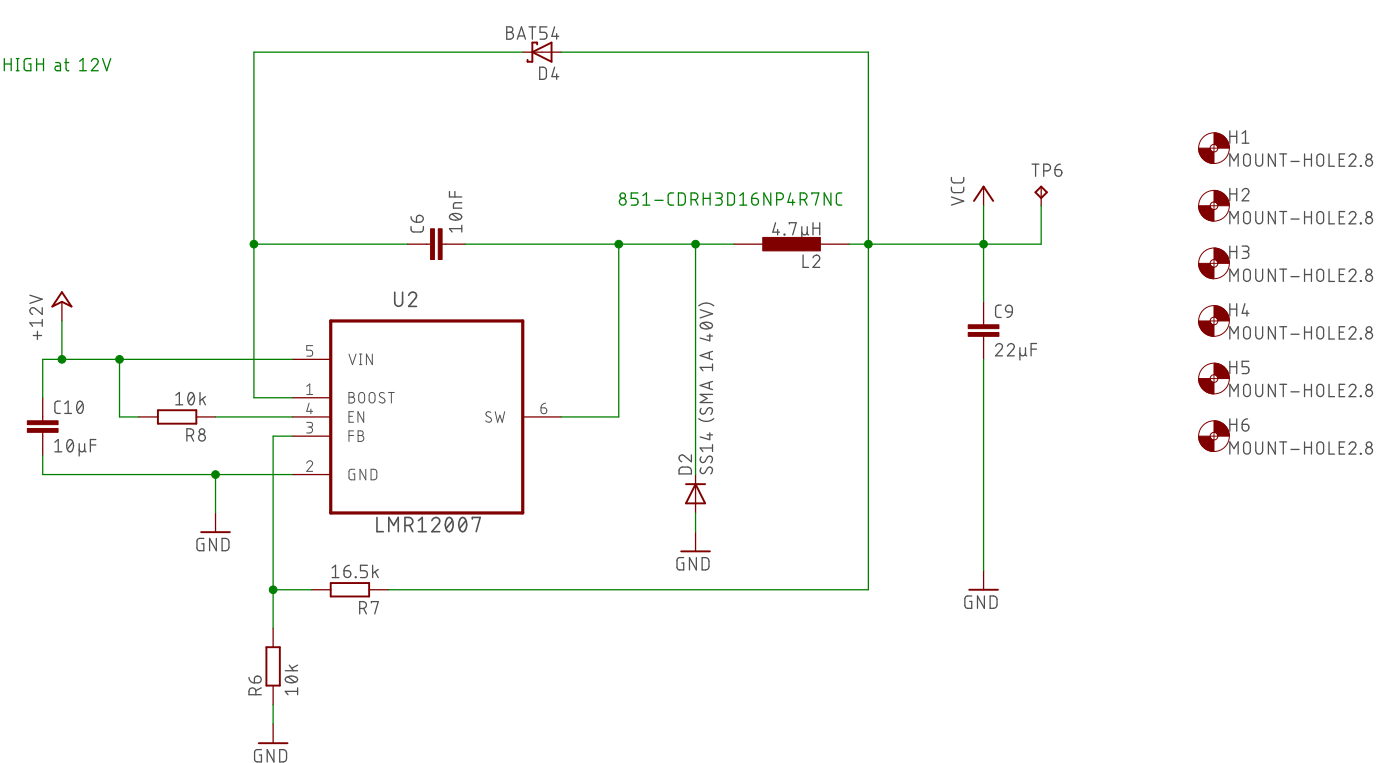 BAT54
D4
HIGH at 12V
H1
MOUNT-HOLE2.8
H2
MOUNT-HOLE2.8
H3
MOUNT-HOLE2.8
H4
MOUNT-HOLE2.8
H5
MOUNT-HOLE2.8
H6
MOUNT-HOLE2.8
TP6
VCC
851-CDRH3D16NP4R7NC
4.7µH
L2
C6
10nF
U2
+12V
5
VIN
1
BOOST
4
EN
3
FB
2
GND
SW
6
LMR12007
10k
R8
C10
10µF
GND
D2
SS14 (SMA 1A 40V)
GND
C9
22µF
GND
16.5k
R7
R6
10k
GND